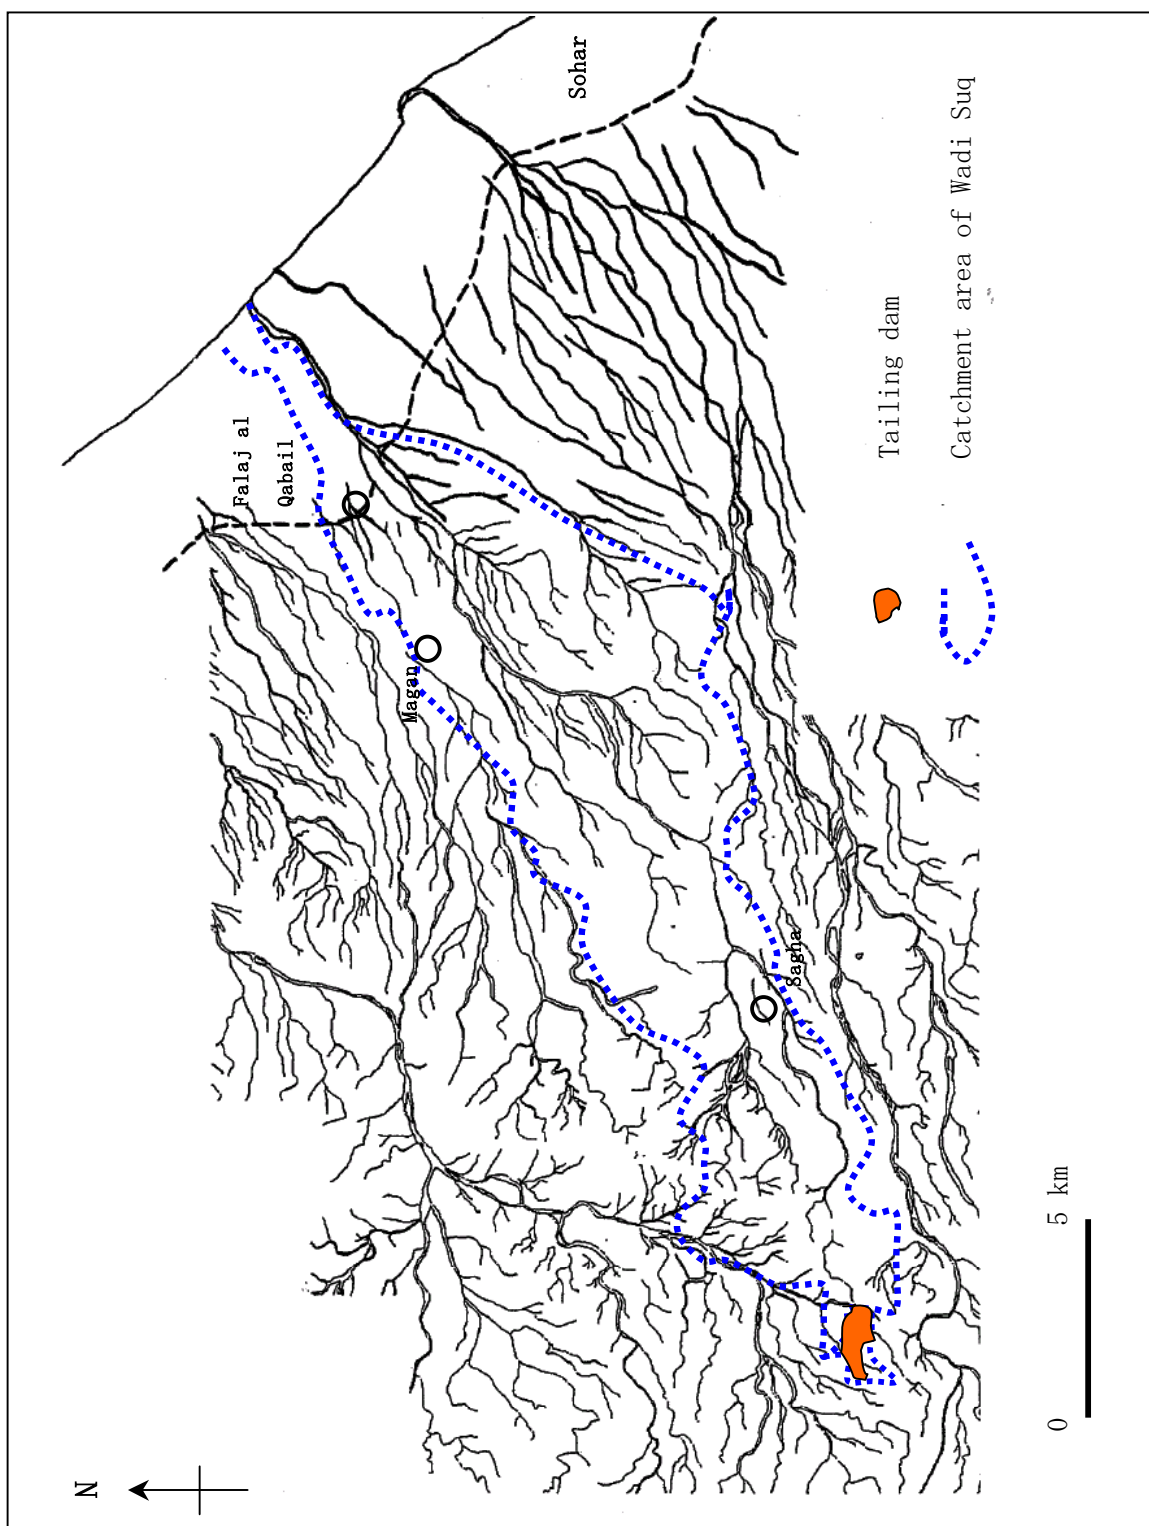 N
Sohar
Falaj al
Qabail
Magan
Sagha
Tailing dam
Catchment area of Wadi Suq
0
5 km